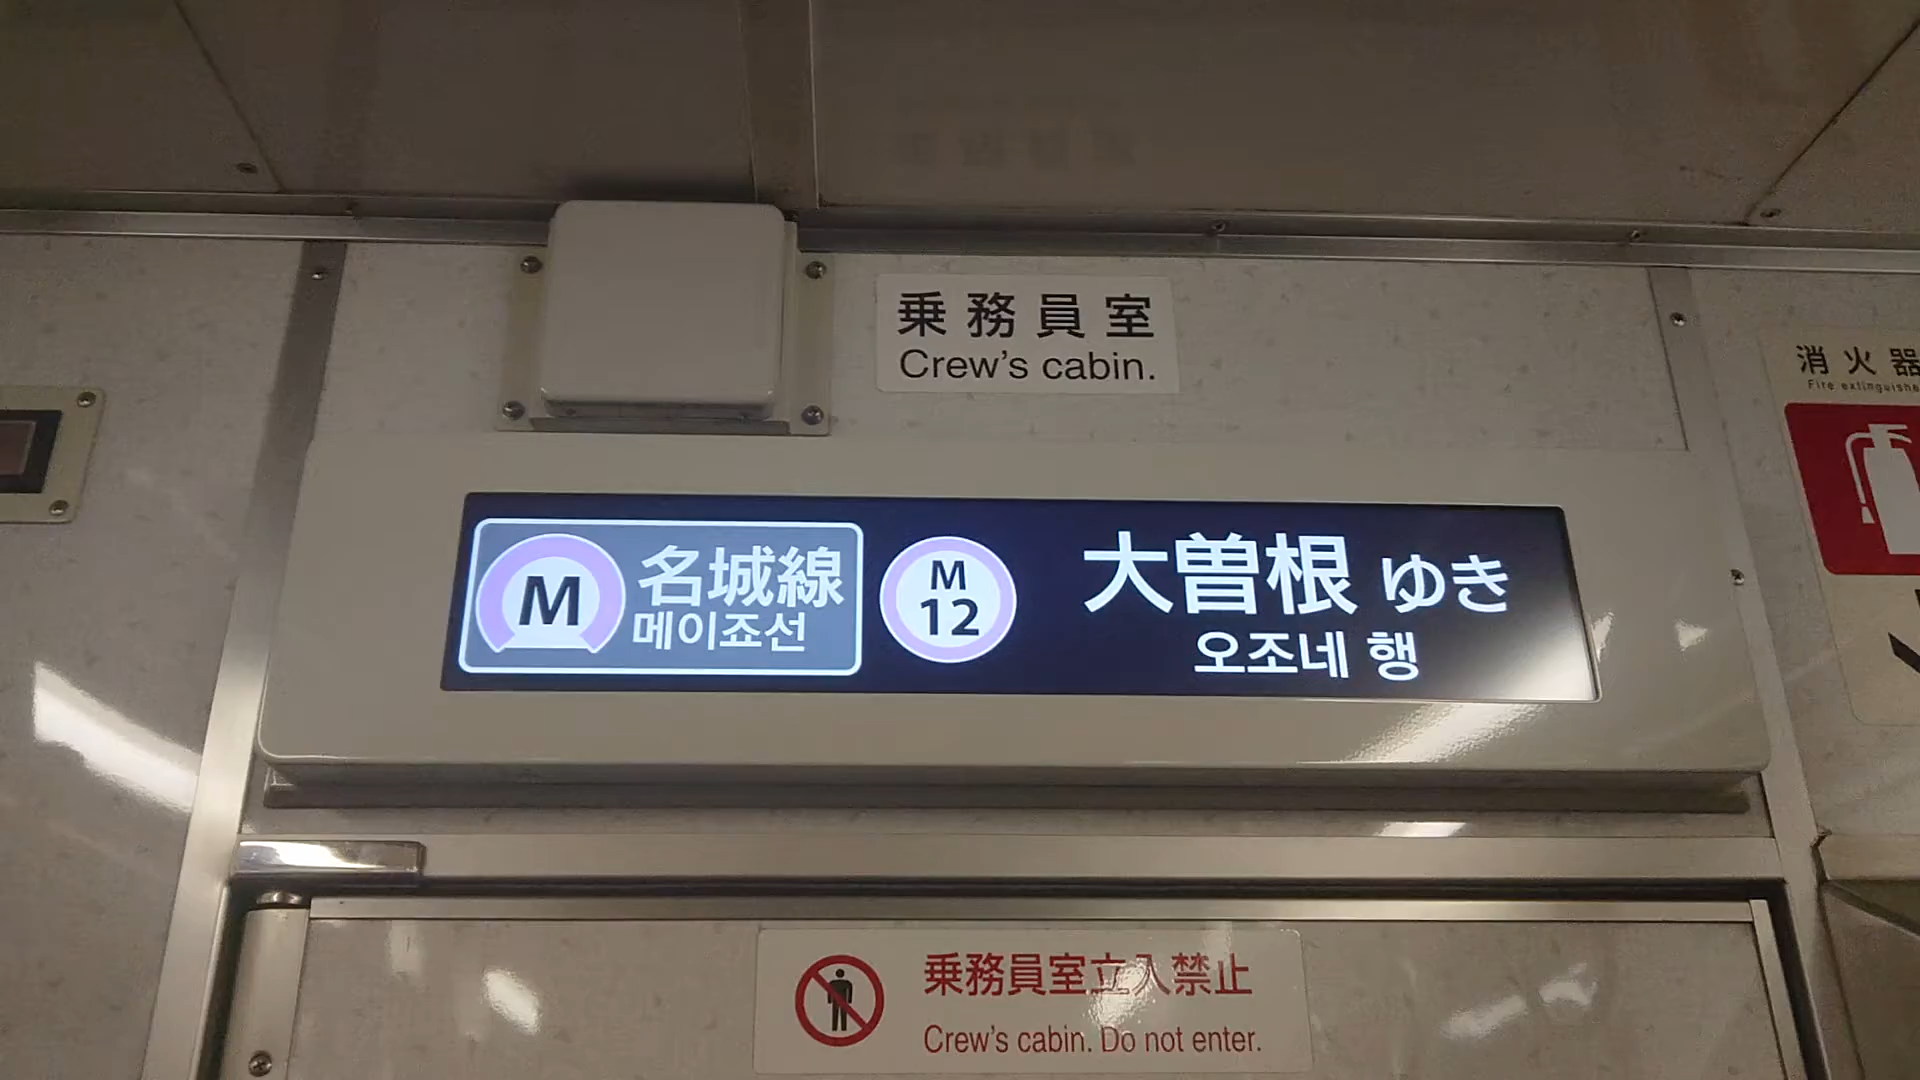 乗務員室
Crew's cabin.
消火器
Fire extinguishe
M 名城線
메이죠선
M
12
大曽根 ゆき
오조네 행
乗務員室立入禁止
Crew's cabin. Do not enter.